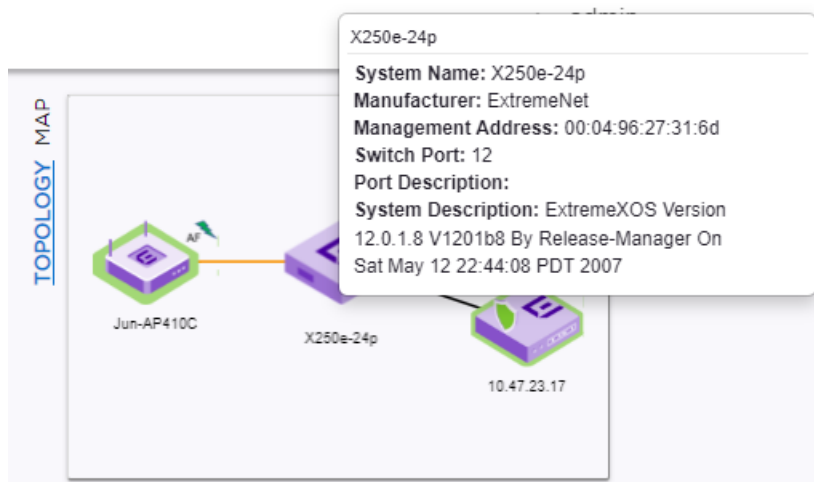 X250e-24p
System Name: X250e-24p
Manufacturer: ExtremeNet
Management Address: 00:04:96:27:31:6d
Switch Port: 12
Port Description:
System Description: ExtremeXOS Version
12.0.1.8 V1201b8 By Release-Manager On
Sat May 12 22:44:08 PDT 2007
TOPOLOGY MAP
AF
Jun-AP410C
X250e-24p
10.47.23.17